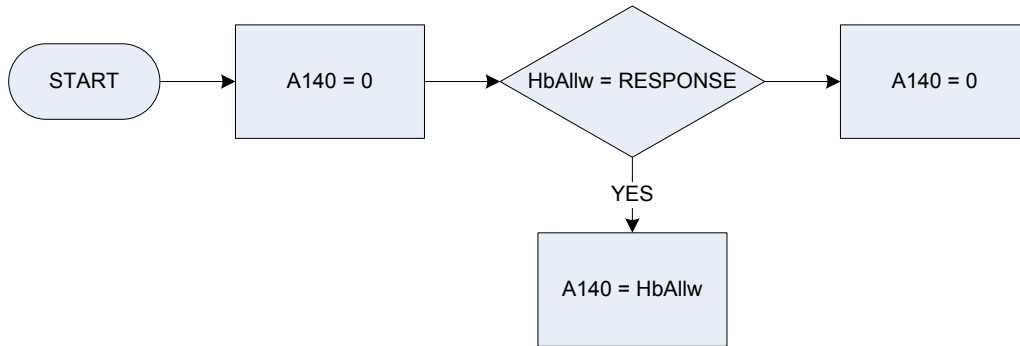 START
A140 = 0
HbAllw = RESPONSE
A140 = 0
YES
A140 = HbAllw